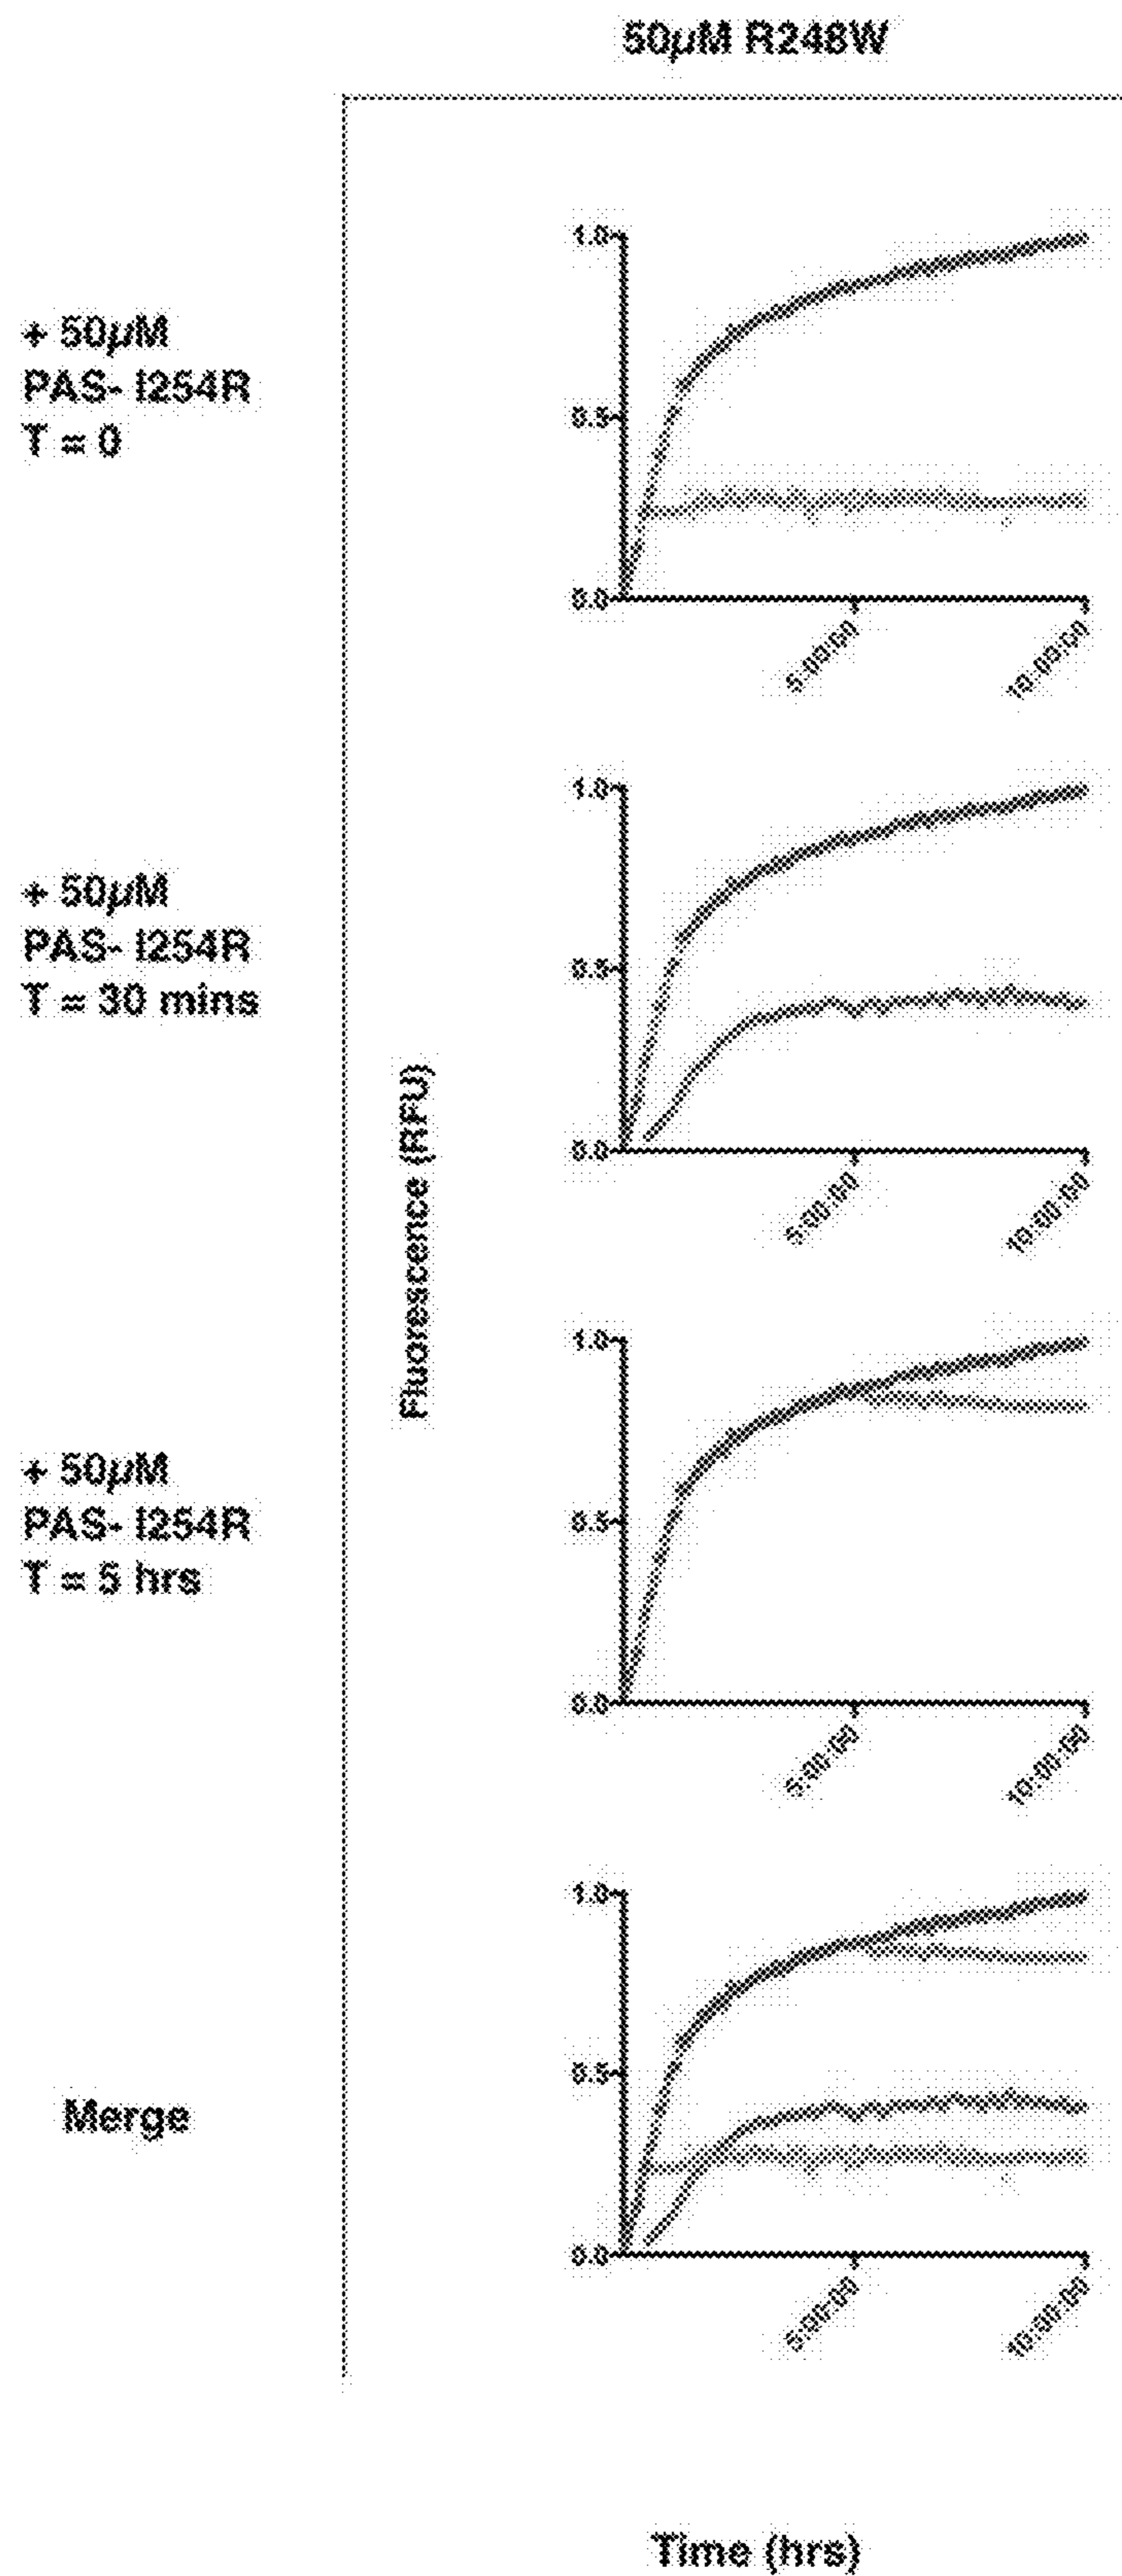 50μM R248W
+ 50μM
PAS- I254R
T = 0
1.0
0.5
0.0
5:00:00
10:00:00
+ 50μM
PAS- I254R
T = 30 mins
1.0
0.5
0.0
5:00:00
10:00:00
Fluorescence (RFU)
+ 50μM
PAS- I254R
T = 5 hrs
1.0
0.5
0.0
5:00:00
10:00:00
Merge
1.0
0.5
0.0
5:00:00
10:00:00
Time (hrs)